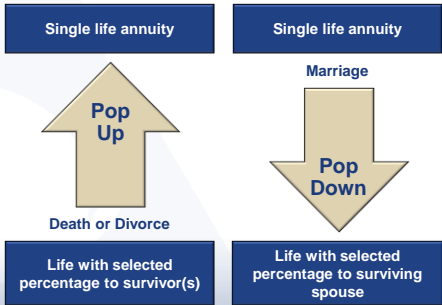 Single life annuity
Pop
Up
Death or Divorce
Life with selected
percentage to survivor(s)
Single life annuity
Marriage
Pop
Down
Life with selected
percentage to surviving
spouse